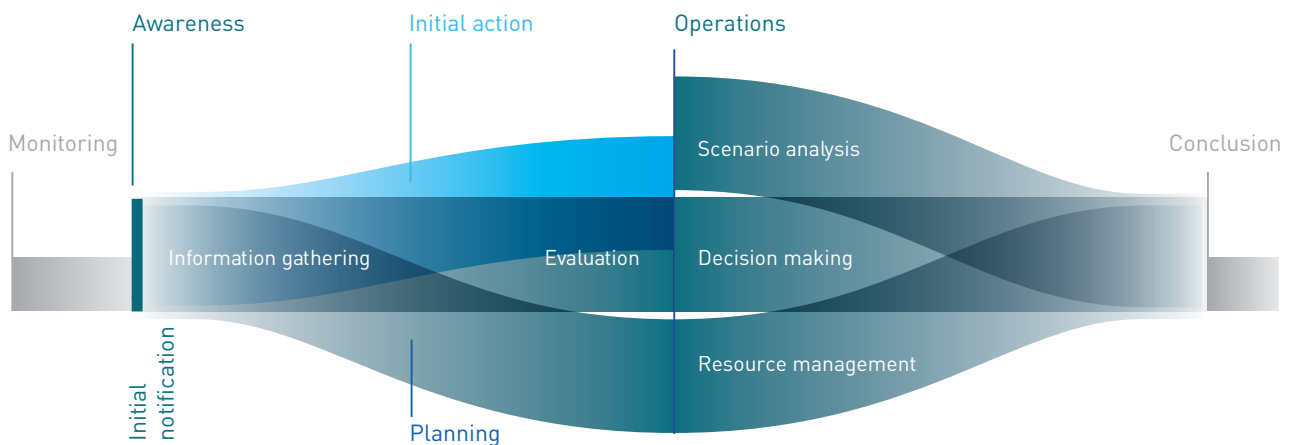 Awareness
Initial action
Operations
Monitoring
Scenario analysis
Conclusion
Information gathering
Evaluation
Decision making
Initial
notification
Resource management
Planning